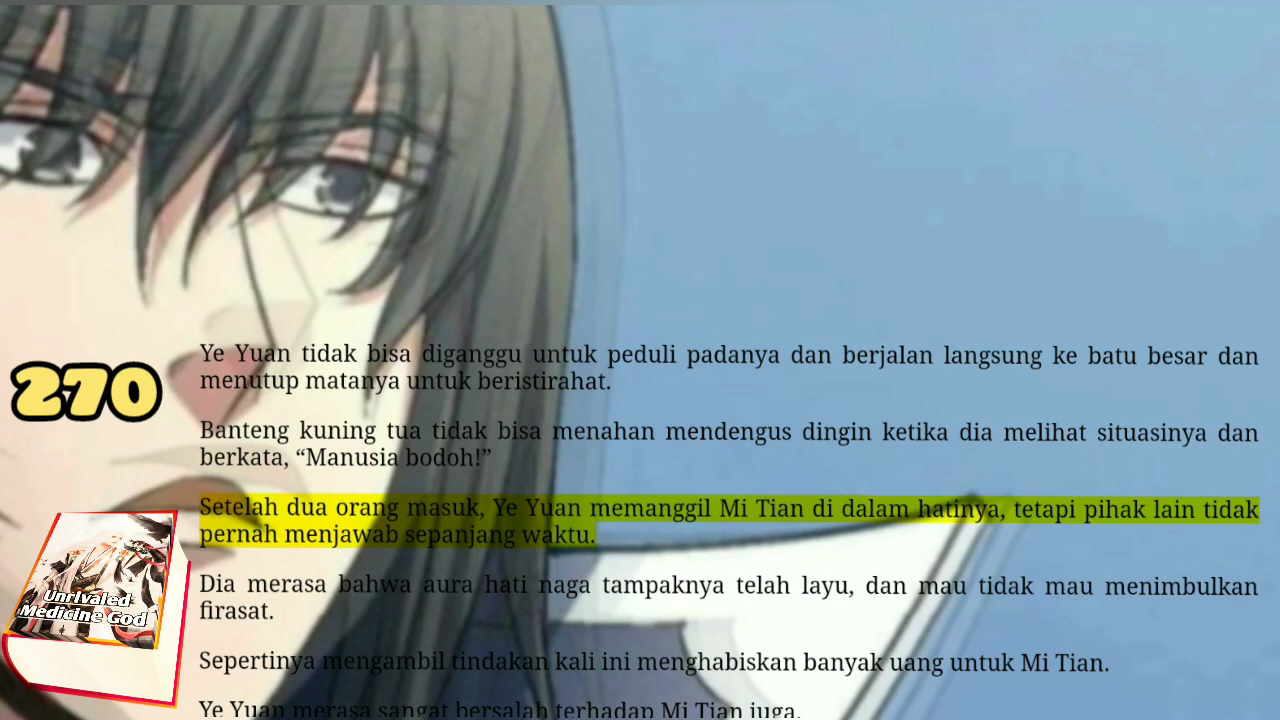 Ye Yuan tidak bisa diganggu untuk peduli padanya dan berjalan langsung ke batu besar dan
menutup matanya untuk beristirahat.
270
Banteng kuning tua tidak bisa menahan mendengus dingin ketika dia melihat situasinya dan
berkata, “Manusia bodoh!”
Setelah dua orang masuk, Ye Yuan memanggil Mi Tian di dalam hatinya, tetapi pihak lain tidak
pernah menjawab sepanjang waktu.
Dia merasa bahwa aura hati naga tampaknya telah layu, dan mau tidak mau menimbulkan
firasat.
Unrivaled
Medicine God
Sepertinya mengambil tindakan kali ini menghabiskan banyak uang untuk Mi Tian.
Ye Yuan merasa sangat bersalah terhadap Mi Tian juga.